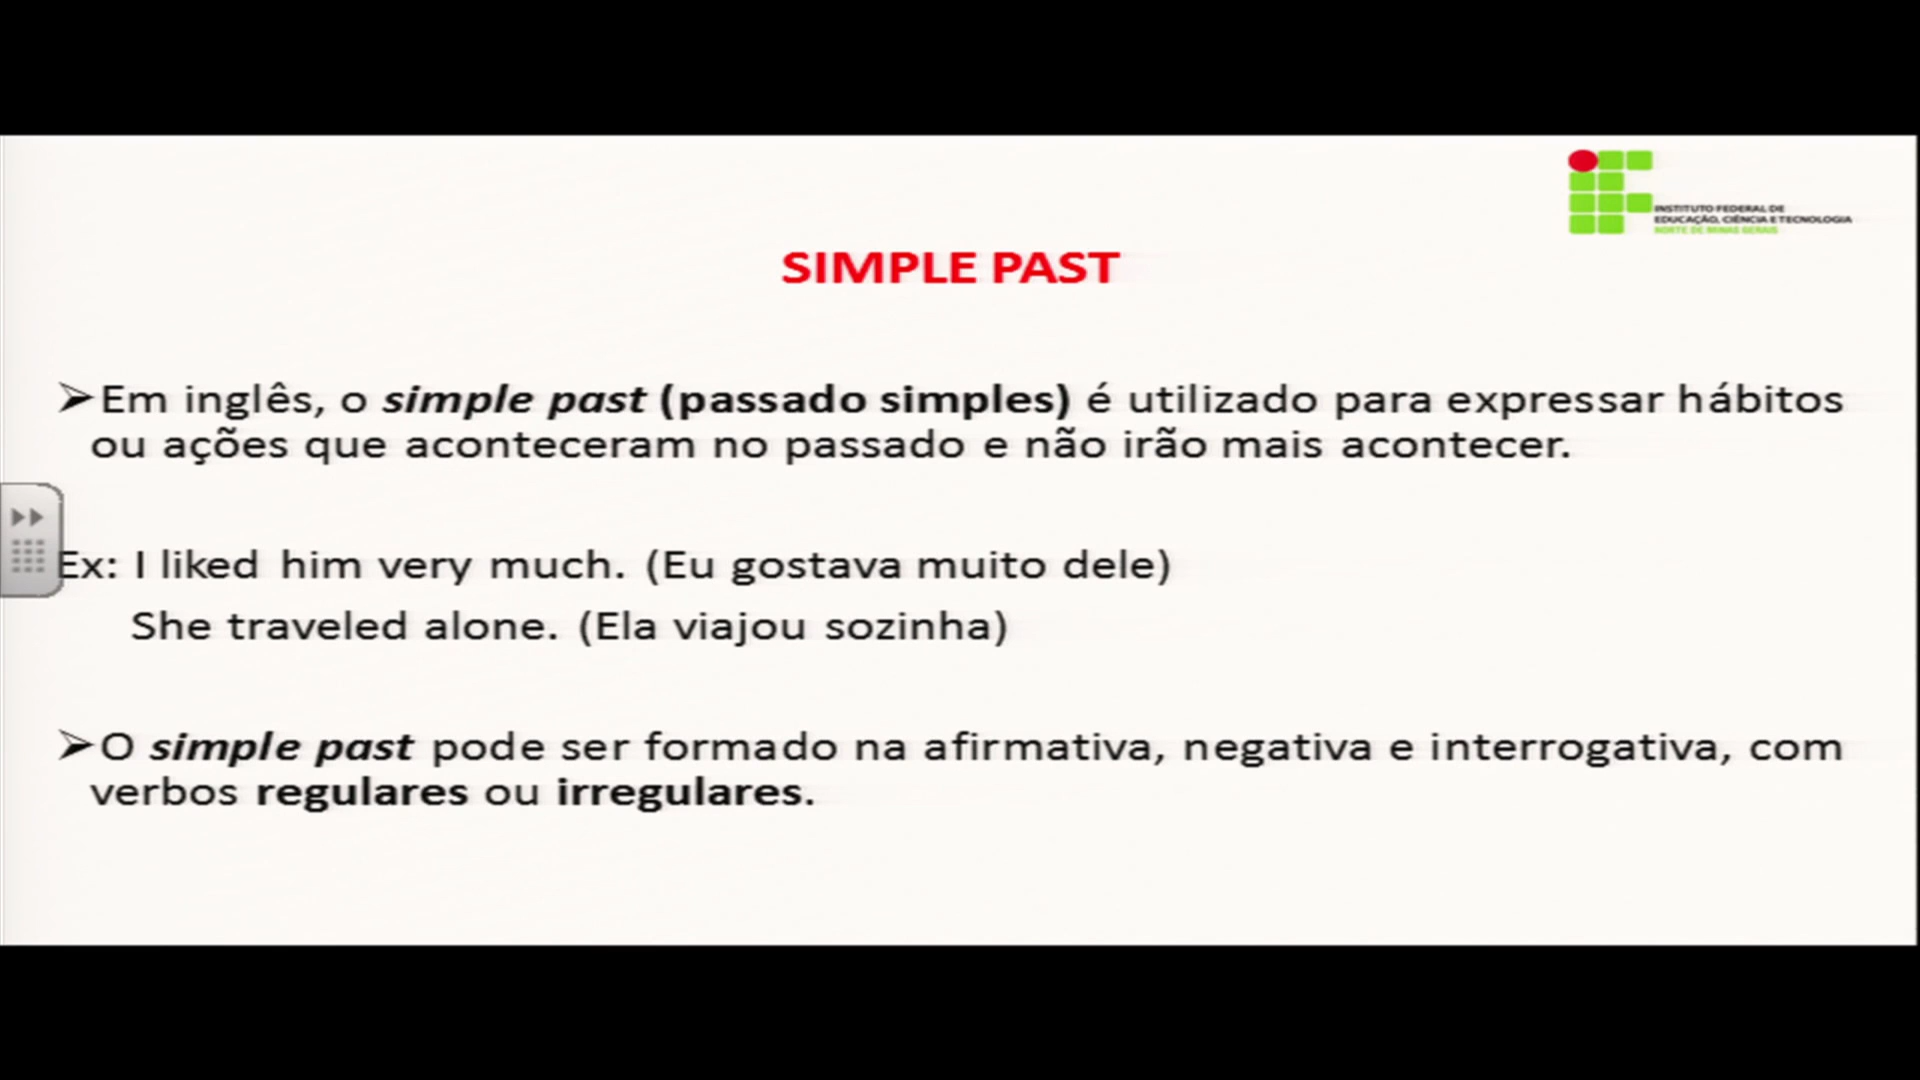 INSTITUTO FEDERAL DE
EDUCAÇÃO, CIÊNCIA E TECNOLOGIA
NORTE DE MINAS GERAIS
SIMPLE PAST
➢Em inglês, o simple past (passado simples) é utilizado para expressar hábitos
ou ações que aconteceram no passado e não irão mais acontecer.
Ex: I liked him very much. (Eu gostava muito dele)
She traveled alone. (Ela viajou sozinha)
➢O simple past pode ser formado na afirmativa, negativa e interrogativa, com
verbos regulares ou irregulares.